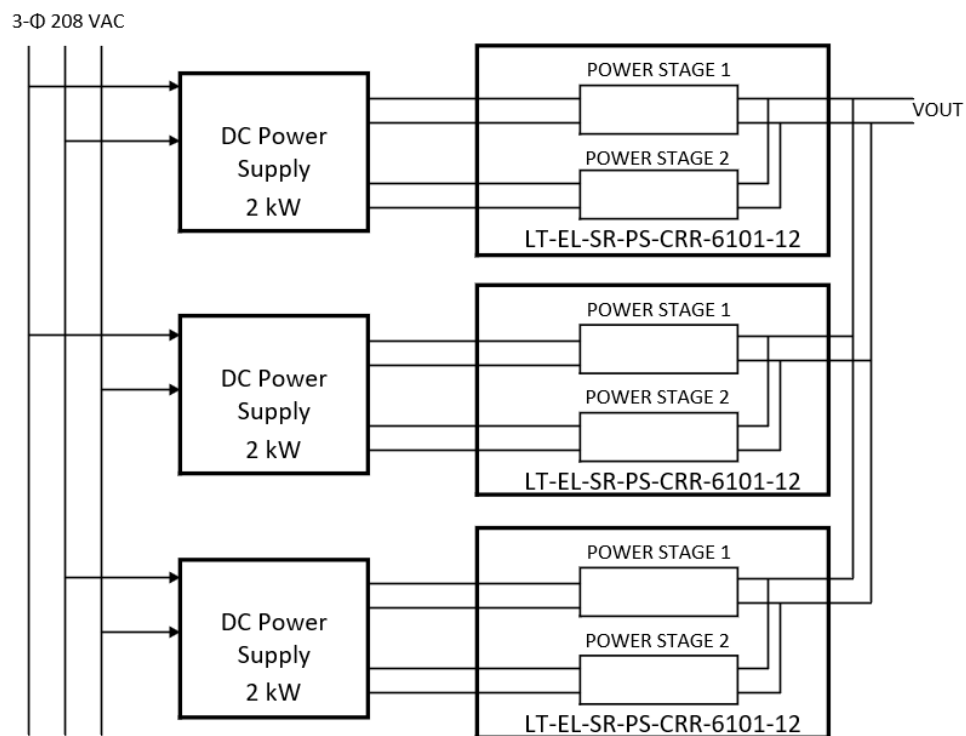 3-Φ 208 VAC
POWER STAGE 1
VOUT
DC Power
Supply
2 kW
POWER STAGE 2
LT-EL-SR-PS-CRR-6101-12
POWER STAGE 1
DC Power
Supply
2 kW
POWER STAGE 2
LT-EL-SR-PS-CRR-6101-12
POWER STAGE 1
DC Power
Supply
2 kW
POWER STAGE 2
LT-EL-SR-PS-CRR-6101-12